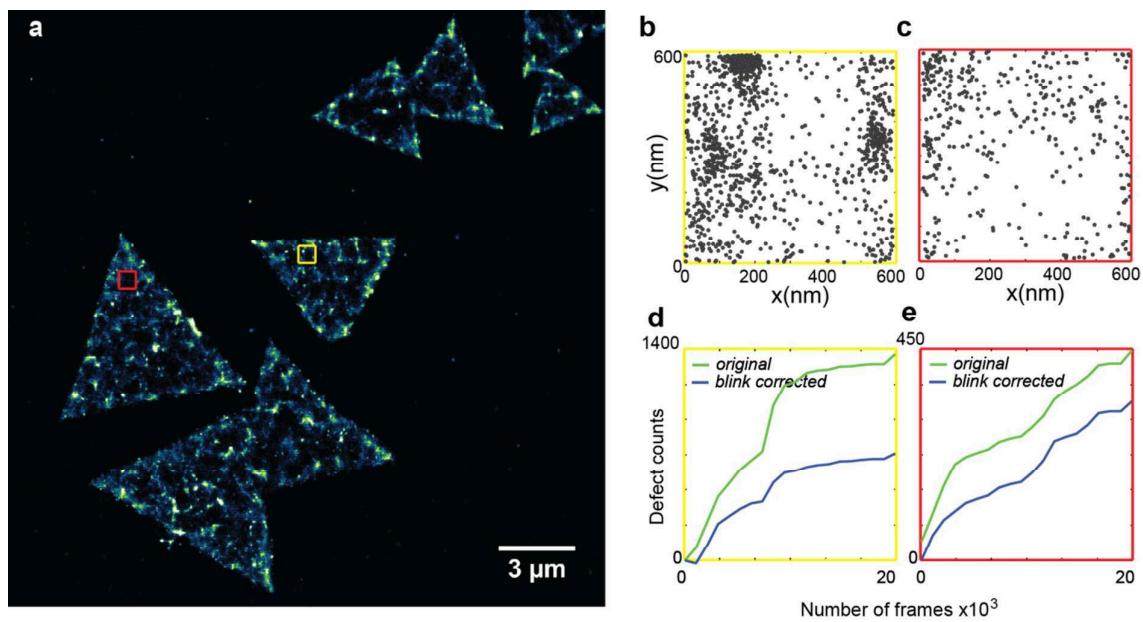 a
3 µm
b
600
y(nm)
0
0 200 400 600
x(nm)
c
0 200 400 600
x(nm)
d
1400
original
blink corrected
Defect counts
0
0 20
e
450
original
blink corrected
0
0 20
Number of frames x10³